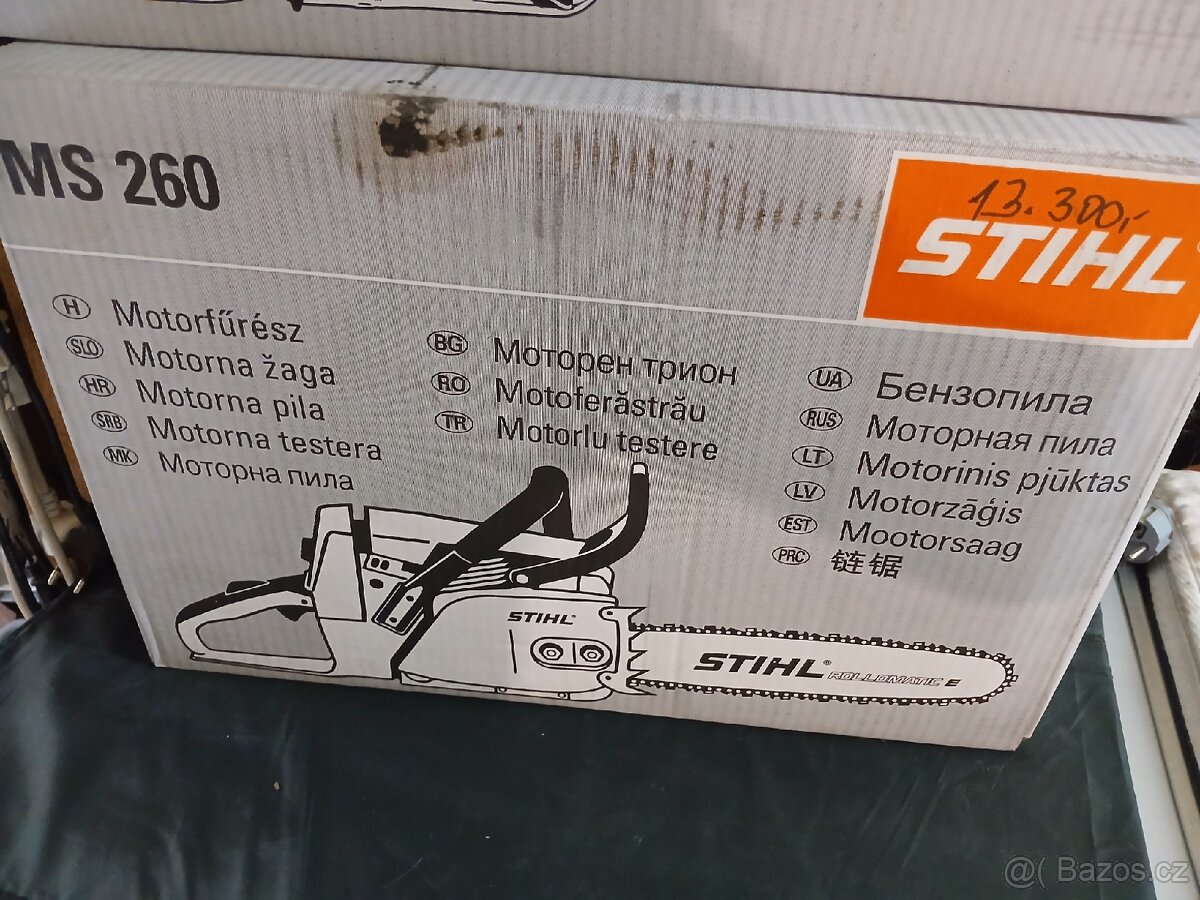 MS 260
13.300,-
STIHL
H Motorfűrész
SLO Motorna žaga
HR Motorna pila
SRB Motorna testera
MK Моторна пила
BG Моторен трион
RO Motoferăstrău
TR Motorlu testere
UA Бензопила
RUS Моторная пила
LT Motorinis pjūktas
LV Motorzāģis
EST Mootorsaag
PRC 链锯
STIHL®
STIHL® ROLLOMATIC E
@( Bazos.cz